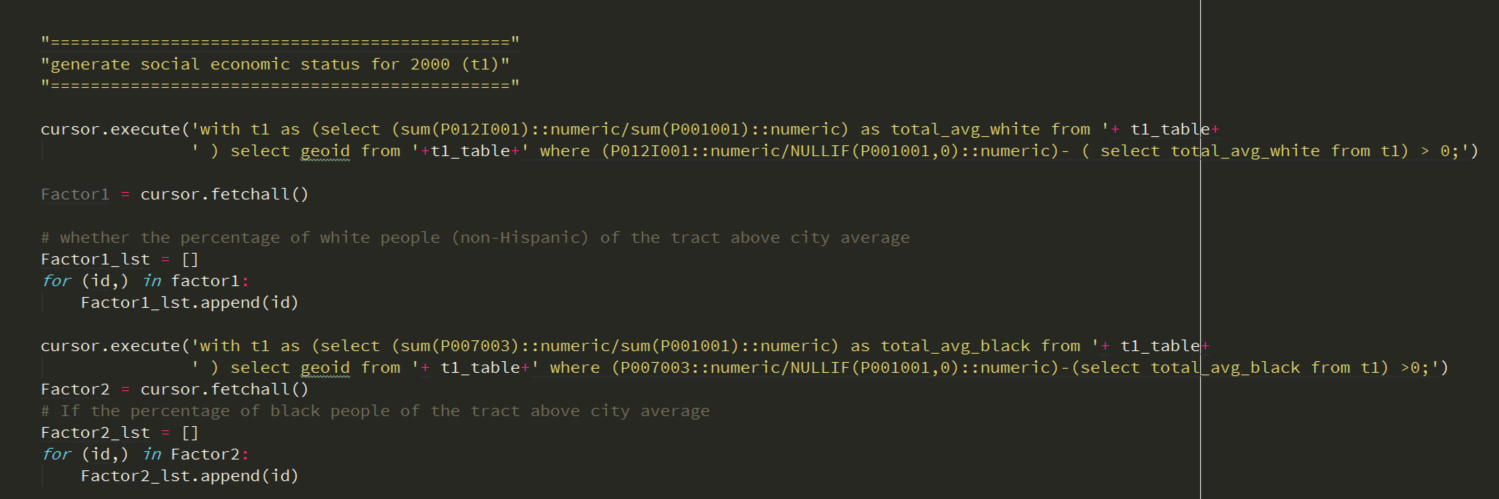 "=============================================="
"generate social economic status for 2000 (t1)"
"=============================================="
cursor.execute('with t1 as (select (sum(P012I001)::numeric/sum(P001001)::numeric) as total_avg_white from '+ t1_table+
' ) select geoid from '+t1_table+' where (P012I001::numeric/NULLIF(P001001,0)::numeric)- ( select total_avg_white from t1) > 0;')
Factor1 = cursor.fetchall()
# whether the percentage of white people (non-Hispanic) of the tract above city average
Factor1_lst = []
for (id,) in factor1:
    Factor1_lst.append(id)
cursor.execute('with t1 as (select (sum(P007003)::numeric/sum(P001001)::numeric) as total_avg_black from '+ t1_table+
' ) select geoid from '+ t1_table+' where (P007003::numeric/NULLIF(P001001,0)::numeric)-(select total_avg_black from t1) >0;')
Factor2 = cursor.fetchall()
# If the percentage of black people of the tract above city average
Factor2_lst = []
for (id,) in Factor2:
    Factor2_lst.append(id)